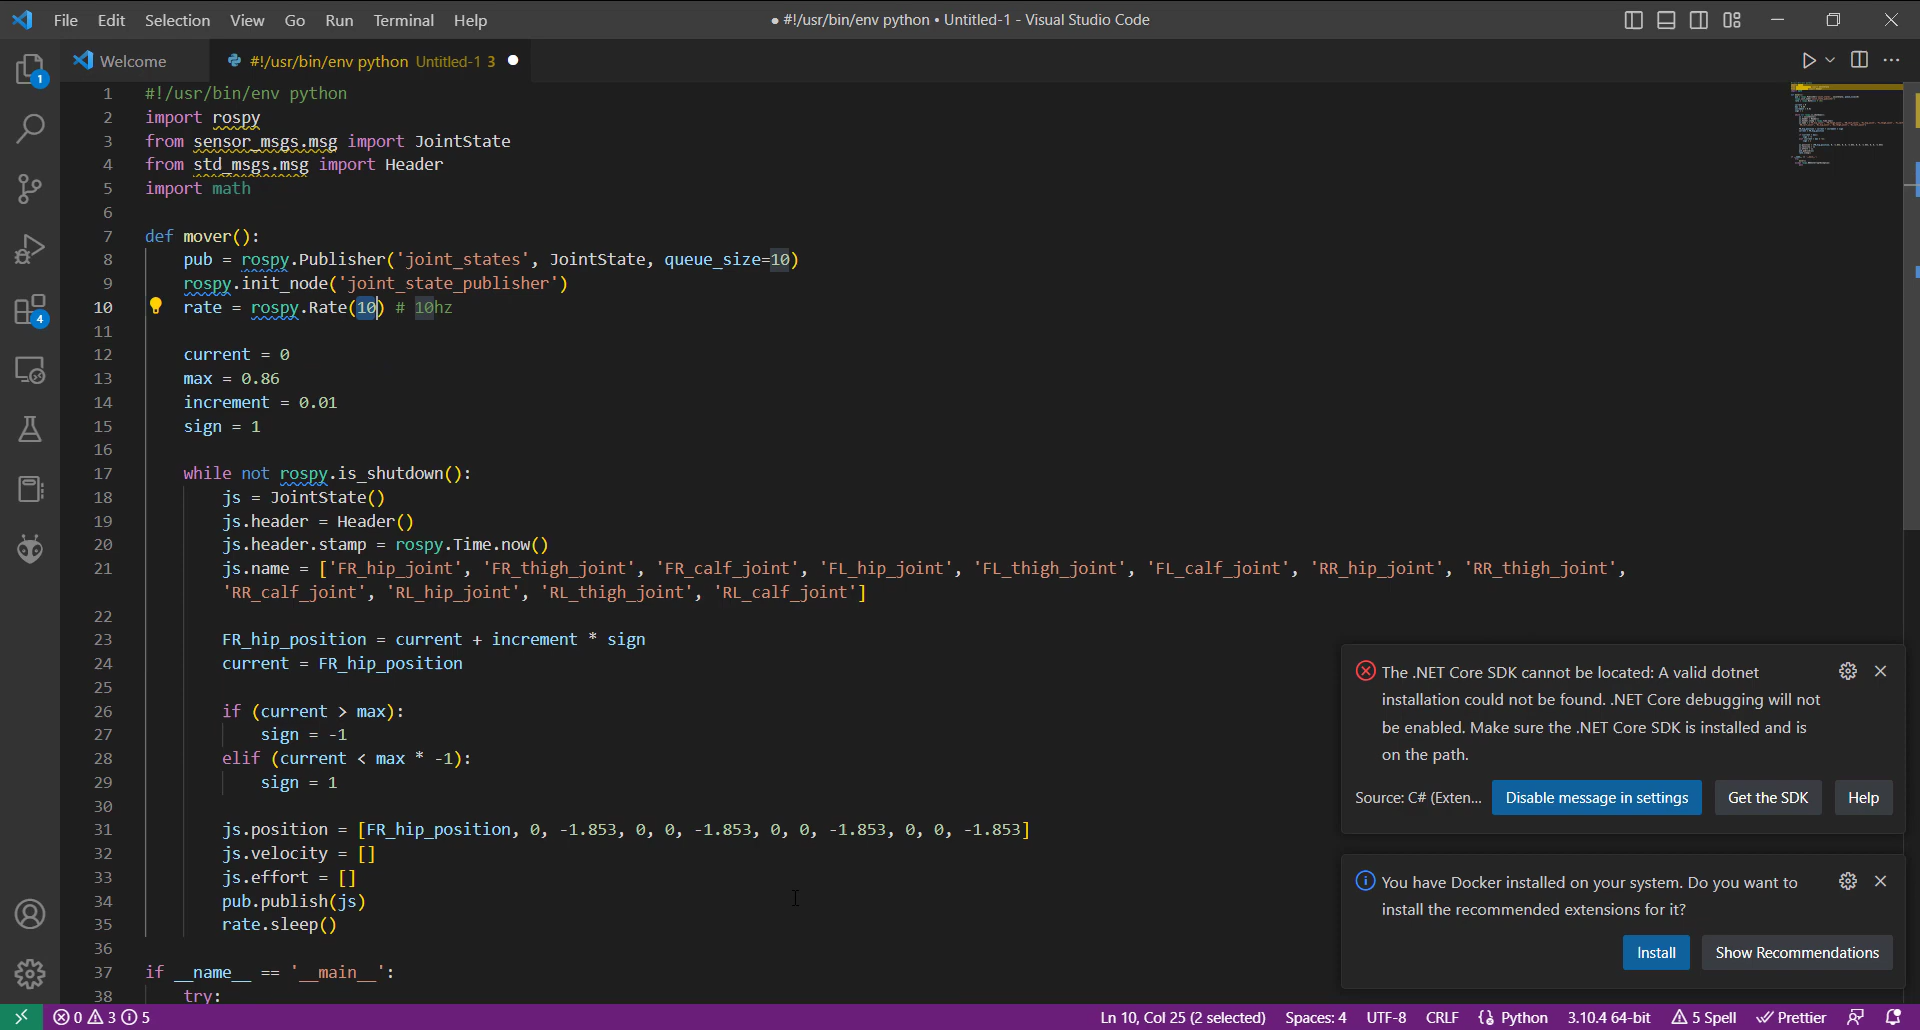 File Edit Selection View Go Run Terminal Help
● #!/usr/bin/env python • Untitled-1 - Visual Studio Code
Welcome
#!/usr/bin/env python Untitled-1 3
1
4
1 #!/usr/bin/env python
2 import rospy
3 from sensor_msgs.msg import JointState
4 from std_msgs.msg import Header
5 import math
6
7 def mover():
8 pub = rospy.Publisher('joint_states', JointState, queue_size=10)
9 rospy.init_node('joint_state_publisher')
10 rate = rospy.Rate(10) # 10hz
11
12 current = 0
13 max = 0.86
14 increment = 0.01
15 sign = 1
16
17 while not rospy.is_shutdown():
18 js = JointState()
19 js.header = Header()
20 js.header.stamp = rospy.Time.now()
21 js.name = ['FR_hip_joint', 'FR_thigh_joint', 'FR_calf_joint', 'FL_hip_joint', 'FL_thigh_joint', 'FL_calf_joint', 'RR_hip_joint', 'RR_thigh_joint',
'RR_calf_joint', 'RL_hip_joint', 'RL_thigh_joint', 'RL_calf_joint']
22
23 FR_hip_position = current + increment * sign
24 current = FR_hip_position
25
26 if (current > max):
27 sign = -1
28 elif (current < max * -1):
29 sign = 1
30
31 js.position = [FR_hip_position, 0, -1.853, 0, 0, -1.853, 0, 0, -1.853, 0, 0, -1.853]
32 js.velocity = []
33 js.effort = []
34 pub.publish(js)
35 rate.sleep()
36
37 if __name__ == '__main__':
38 try:
The .NET Core SDK cannot be located: A valid dotnet
installation could not be found. .NET Core debugging will not
be enabled. Make sure the .NET Core SDK is installed and is
on the path.
Source: C# (Exten... Disable message in settings Get the SDK Help
You have Docker installed on your system. Do you want to
install the recommended extensions for it?
Install Show Recommendations
0 3 5
Ln 10, Col 25 (2 selected) Spaces: 4 UTF-8 CRLF Python 3.10.4 64-bit 5 Spell Prettier